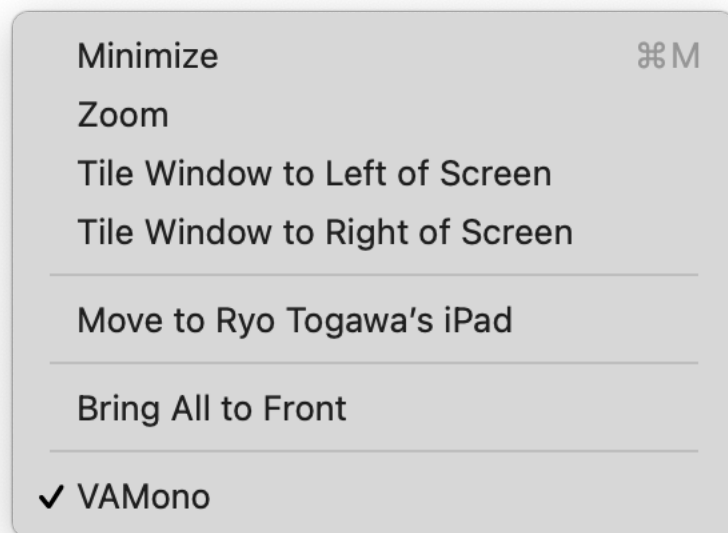 Minimize ⌘M
Zoom
Tile Window to Left of Screen
Tile Window to Right of Screen
Move to Ryo Togawa’s iPad
Bring All to Front
✓ VAMono